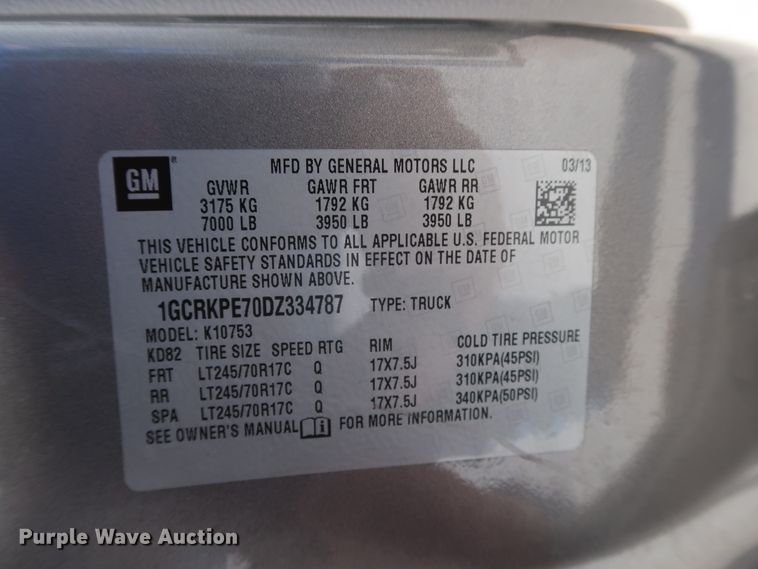 GM
MFD BY GENERAL MOTORS LLC 03/13
GVWR GAWR FRT GAWR RR
3175 KG 1792 KG 1792 KG
7000 LB 3950 LB 3950 LB
THIS VEHICLE CONFORMS TO ALL APPLICABLE U.S. FEDERAL MOTOR
VEHICLE SAFETY STANDARDS IN EFFECT ON THE DATE OF
MANUFACTURE SHOWN ABOVE.
1GCRKPE70DZ334787 TYPE: TRUCK
MODEL: K10753
KD82 TIRE SIZE SPEED RTG RIM COLD TIRE PRESSURE
FRT LT245/70R17C Q 17X7.5J 310KPA(45PSI)
RR LT245/70R17C Q 17X7.5J 310KPA(45PSI)
SPA LT245/70R17C Q 17X7.5J 340KPA(50PSI)
SEE OWNER'S MANUAL FOR MORE INFORMATION.
Purple Wave Auction